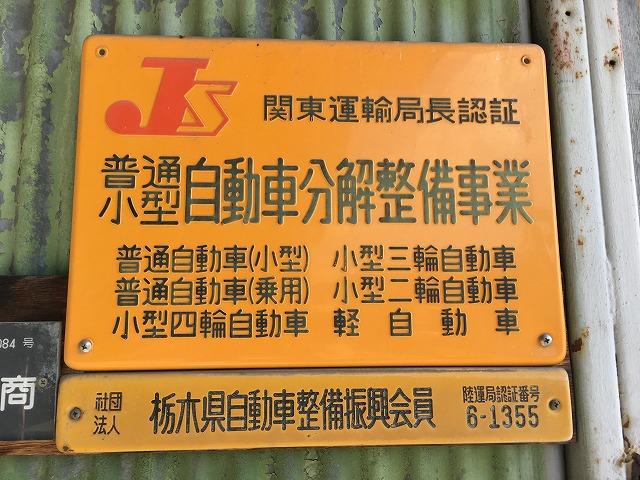 JS 関東運輸局長認証
普通
小型 自動車分解整備事業
普通自動車(小型) 小型三輪自動車
普通自動車(乗用) 小型二輪自動車
小型四輪自動車 軽自動車
084 号
商
社団
法人 栃木県自動車整備振興会員 陸運局認証番号
6-1355